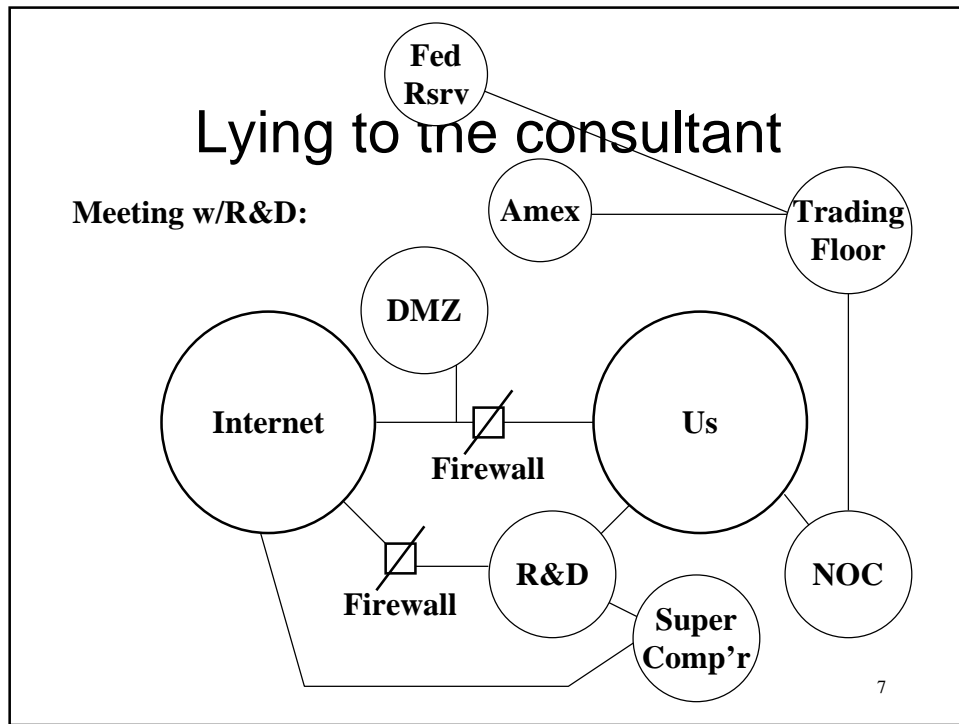 Fed
Rsrv
Lying to the consultant
Meeting w/R&D:
Amex
Trading
Floor
DMZ
Internet
Us
Firewall
Firewall
R&D
NOC
Super
Comp'r
7